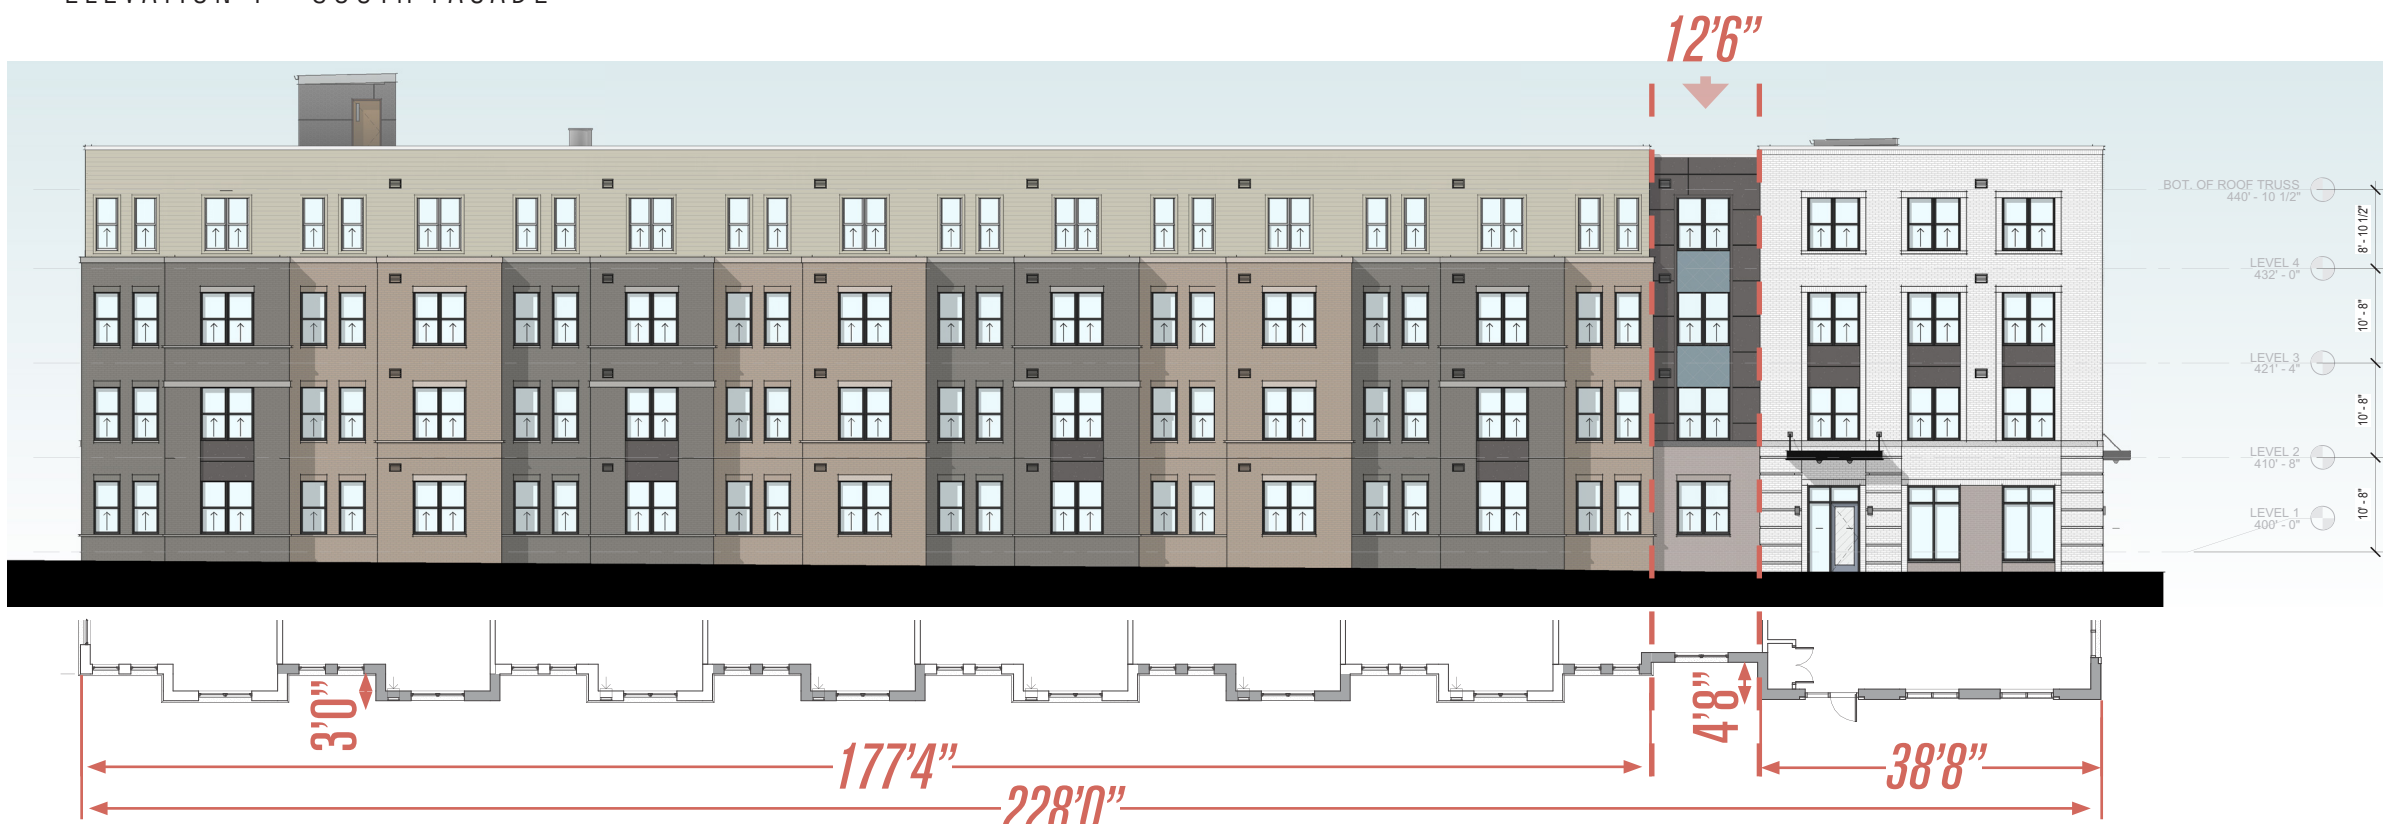 12’6”
BOT. OF ROOF TRUSS
440' - 10 1/2"
8' - 10 1/2"
LEVEL 4
432' - 0"
10' - 8"
LEVEL 3
421' - 4"
10' - 8"
LEVEL 2
410' - 8"
10' - 8"
LEVEL 1
400' - 0"
3’0”
4’8”
177’4”
38’8”
228’0”